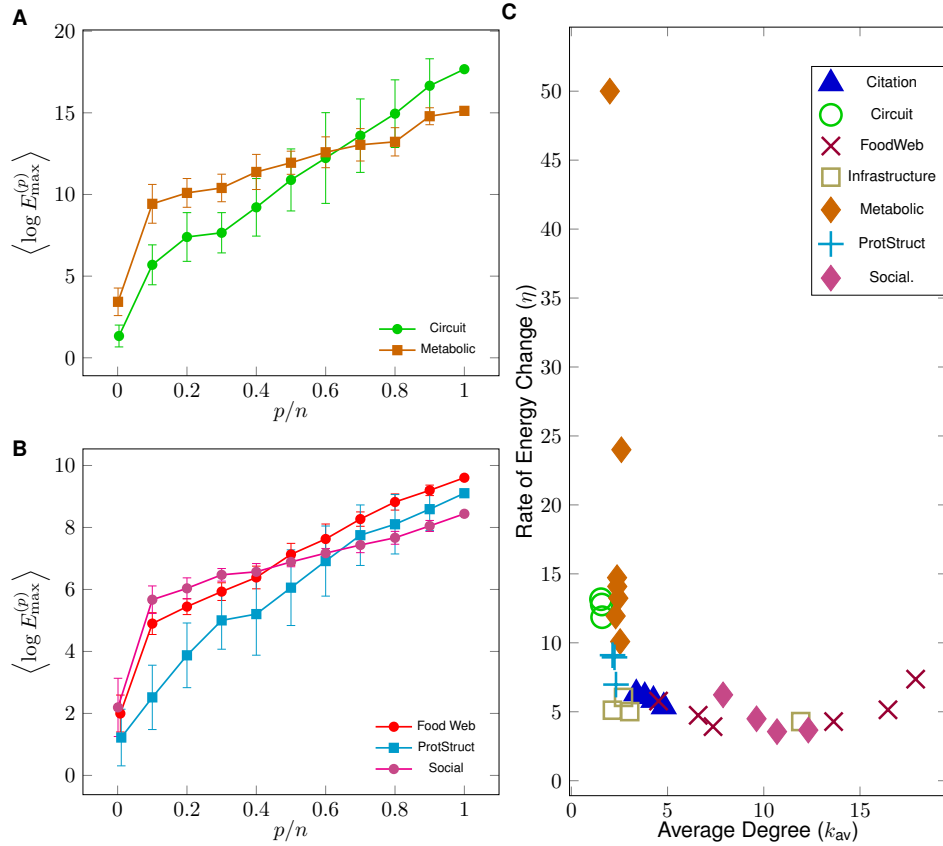 A
20
15
10
5
0
⟨log E_max^(p)⟩
0 0.2 0.4 0.6 0.8 1
p/n
Circuit
Metabolic
B
10
8
6
4
2
0
⟨log E_max^(p)⟩
0 0.2 0.4 0.6 0.8 1
p/n
Food Web
ProtStruct
Social
C
50
45
40
35
30
25
20
15
10
5
0
Rate of Energy Change (η)
0 5 10 15
Average Degree (k_av)
Citation
Circuit
FoodWeb
Infrastructure
Metabolic
ProtStruct
Social.